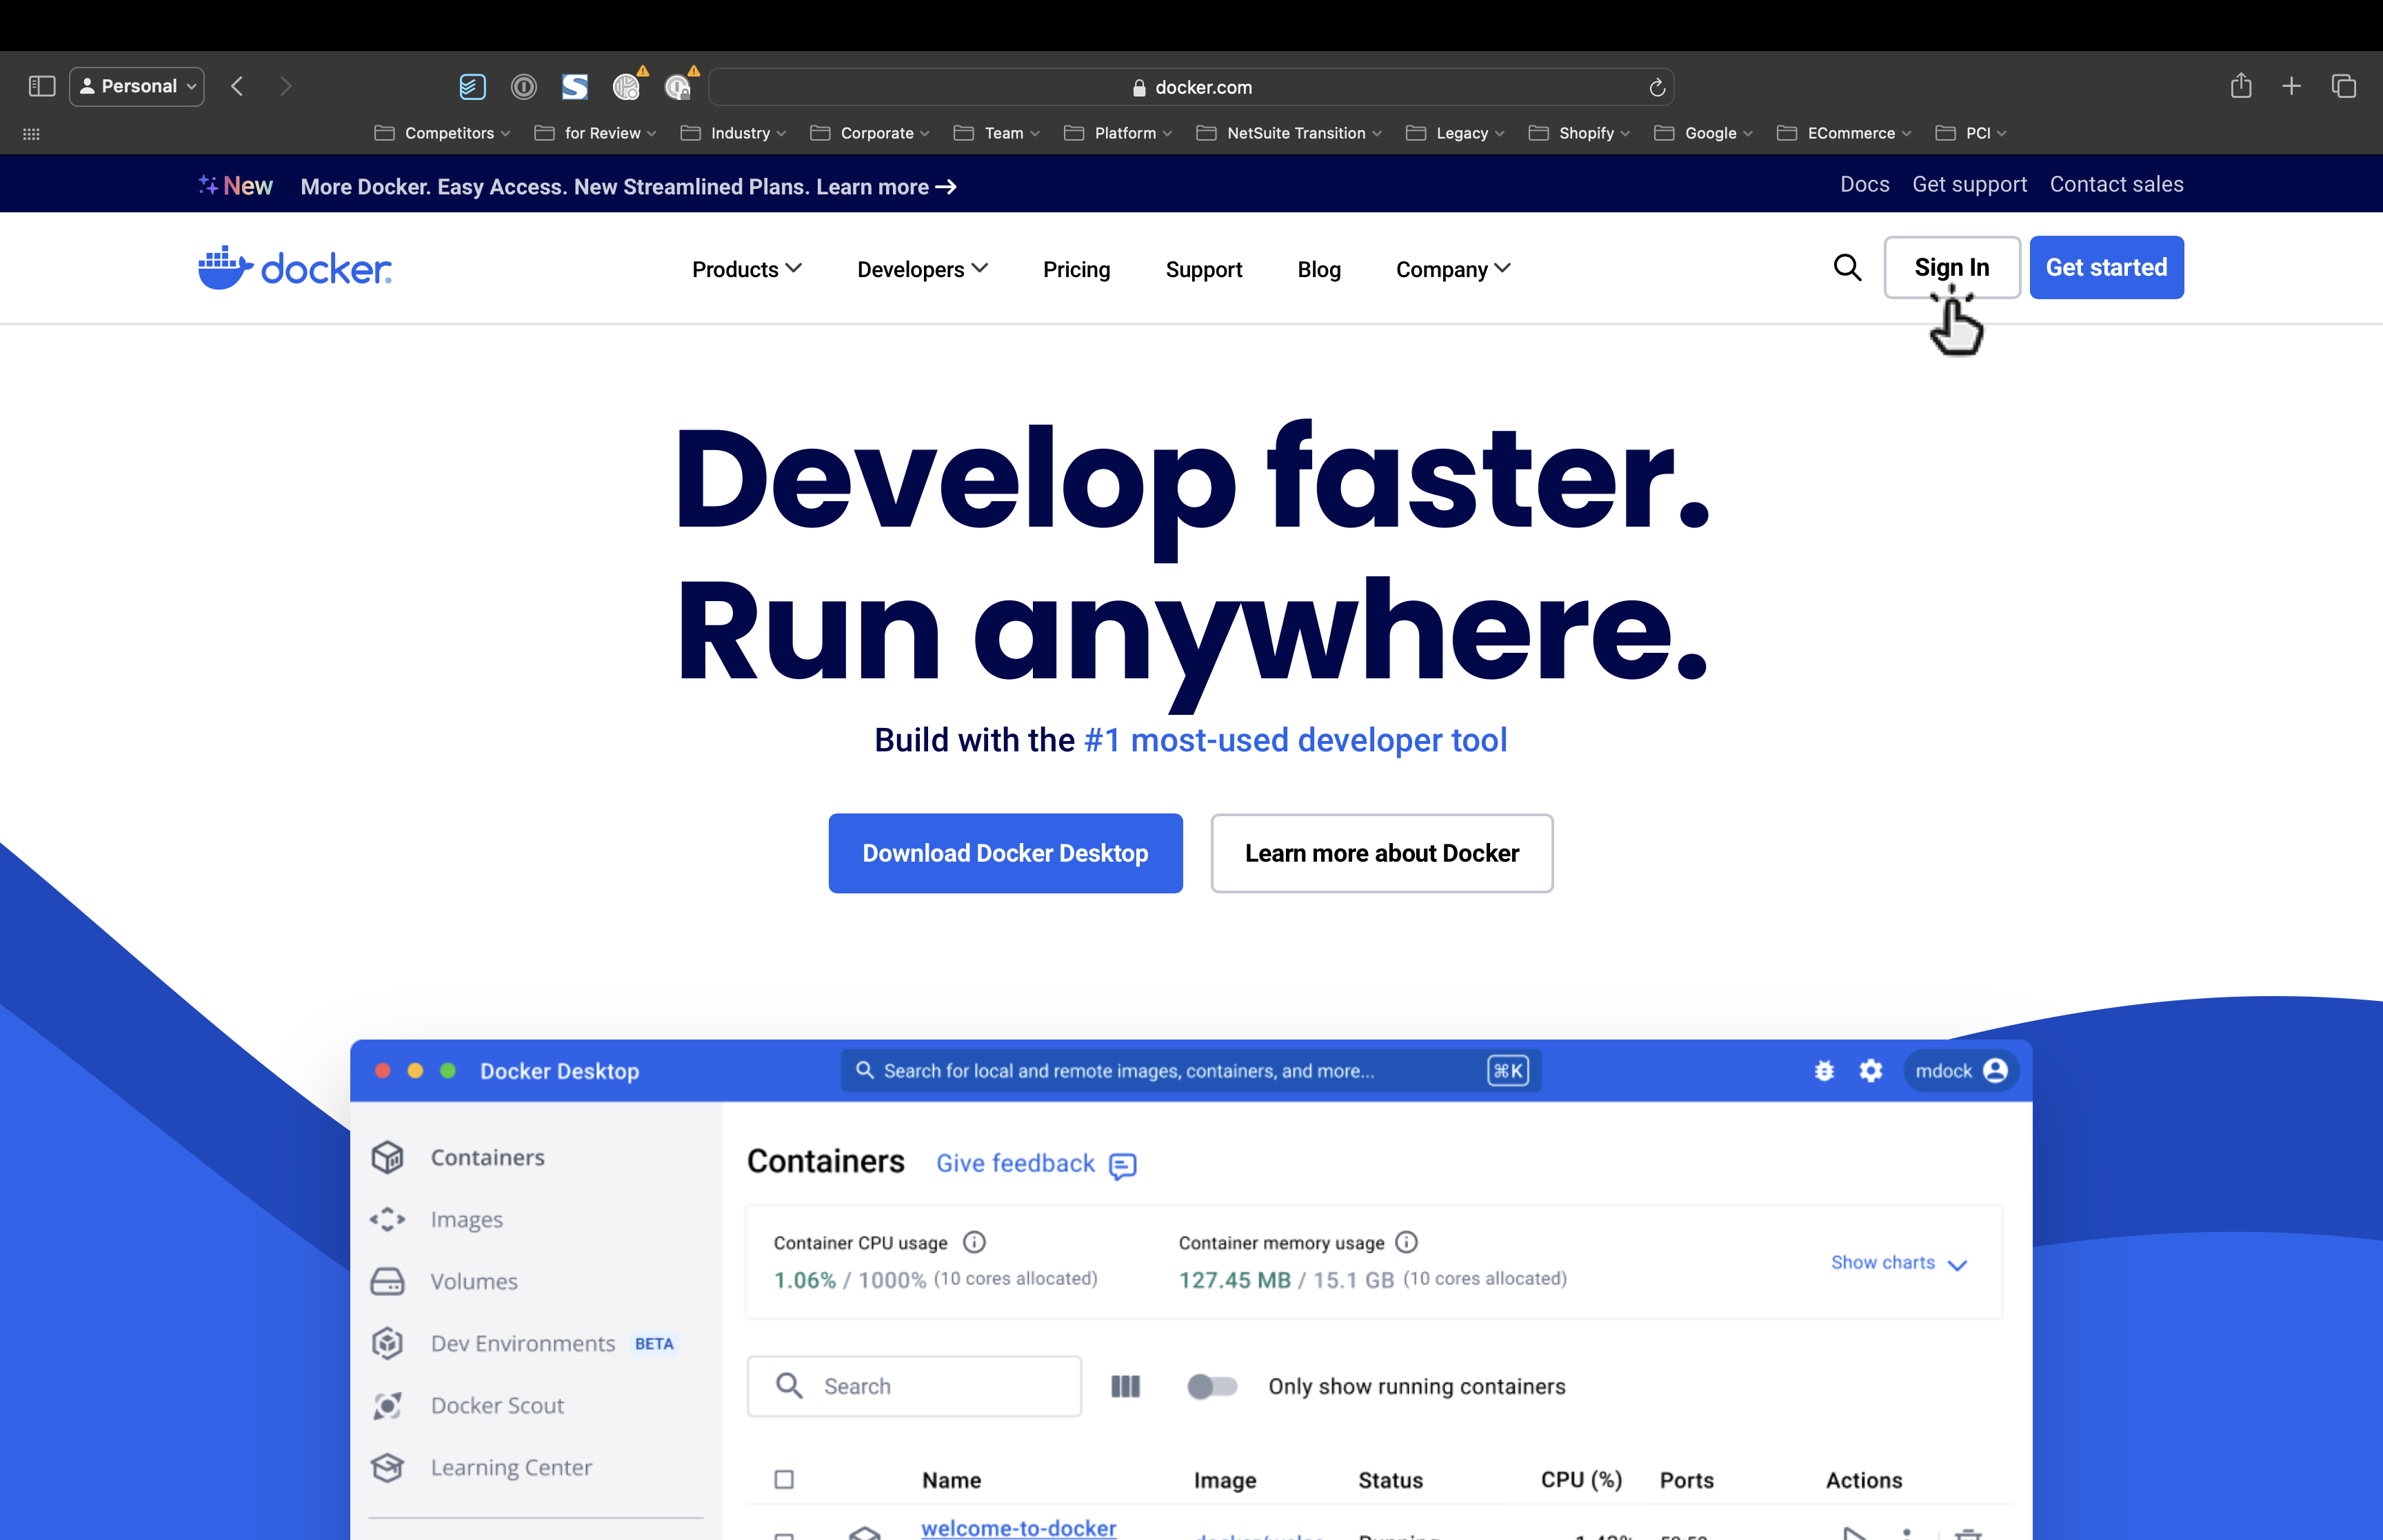 Personal
docker.com
Competitors for Review Industry Corporate Team Platform NetSuite Transition Legacy Shopify Google ECommerce PCI
New More Docker. Easy Access. New Streamlined Plans. Learn more → Docs Get support Contact sales
docker Products Developers Pricing Support Blog Company Sign In Get started
Develop faster.
Run anywhere.
Build with the #1 most-used developer tool
Download Docker Desktop Learn more about Docker
Docker Desktop Search for local and remote images, containers, and more... ⌘K mdock
Containers
Images
Volumes
Dev Environments BETA
Docker Scout
Learning Center
Containers Give feedback
Container CPU usage Container memory usage
1.06% / 1000% (10 cores allocated) 127.45 MB / 15.1 GB (10 cores allocated) Show charts
Search Only show running containers
Name Image Status CPU (%) Ports Actions
welcome-to-docker